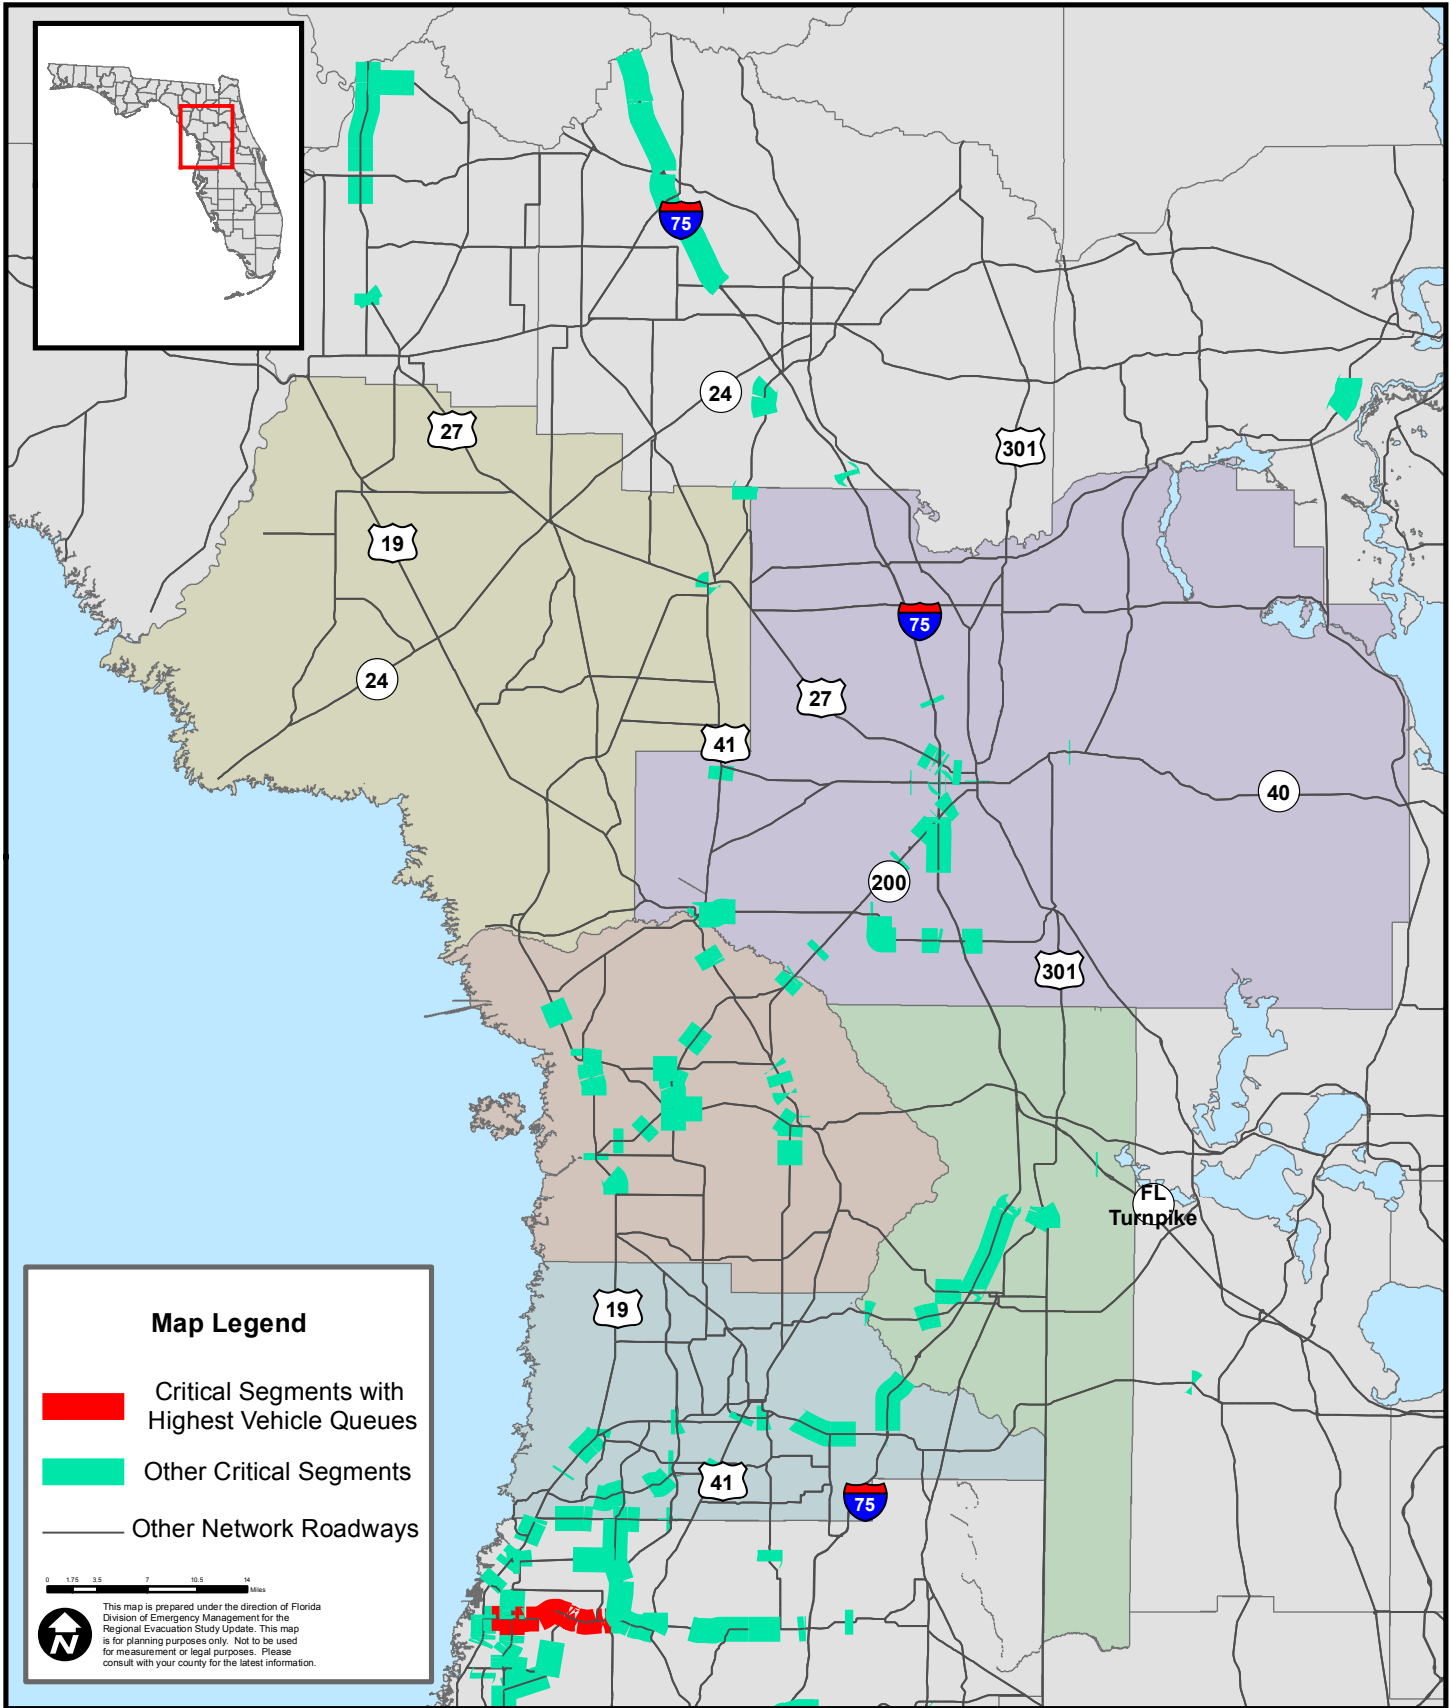 75
24
27
301
19
75
24
27
41
40
200
301
FL
Turnpike
19
41
75
Map Legend
Critical Segments with
Highest Vehicle Queues
Other Critical Segments
Other Network Roadways
0 1.75 3.5 7 10.5 14
Miles
N
This map is prepared under the direction of Florida
Division of Emergency Management for the
Regional Evacuation Study Update. This map
is for planning purposes only. Not to be used
for measurement or legal purposes. Please
consult with your county for the latest information.